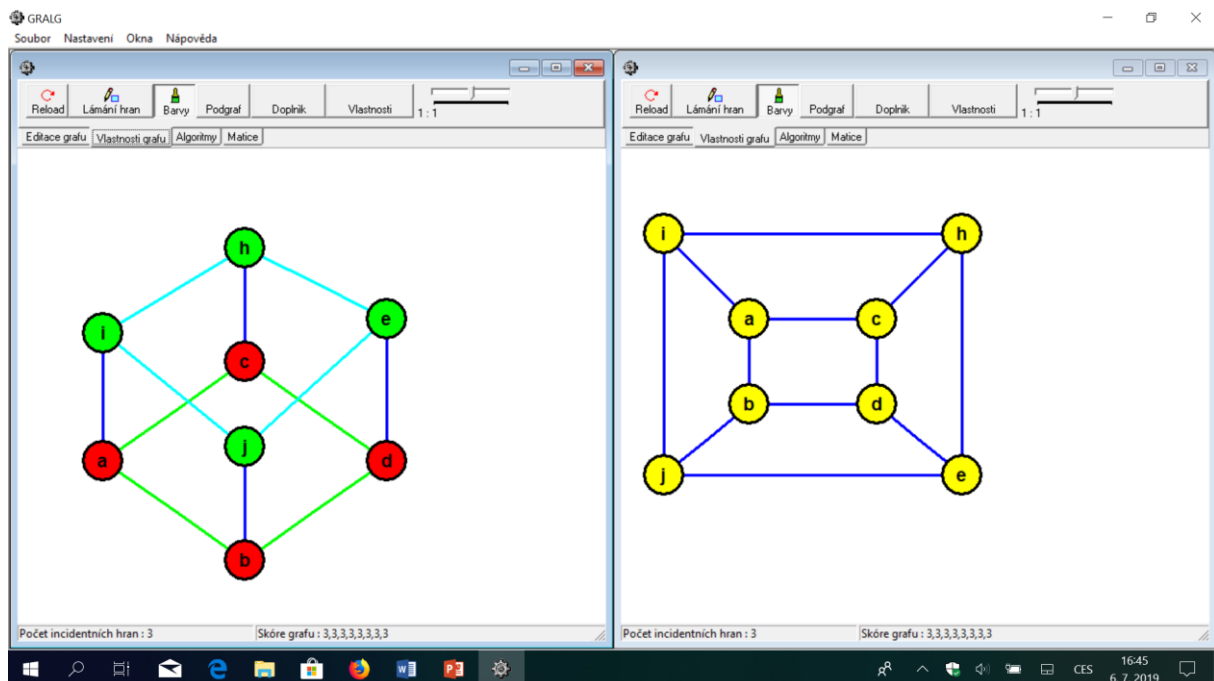 GRALG
Soubor Nastavení Okna Nápověda
Reload Lámání hran Barvy Podgraf Doplnik Vlastnosti 1 : 1
Editace grafu Vlastnosti grafu Algoritmy Matice
h
i
e
c
j
a
d
b
Počet incidentních hran : 3 Skóre grafu : 3,3,3,3,3,3,3,3
Reload Lámání hran Barvy Podgraf Doplnik Vlastnosti 1 : 1
Editace grafu Vlastnosti grafu Algoritmy Matice
i h
a c
b d
j e
Počet incidentních hran : 3 Skóre grafu : 3,3,3,3,3,3,3,3
CES 16:45
6. 7. 2019